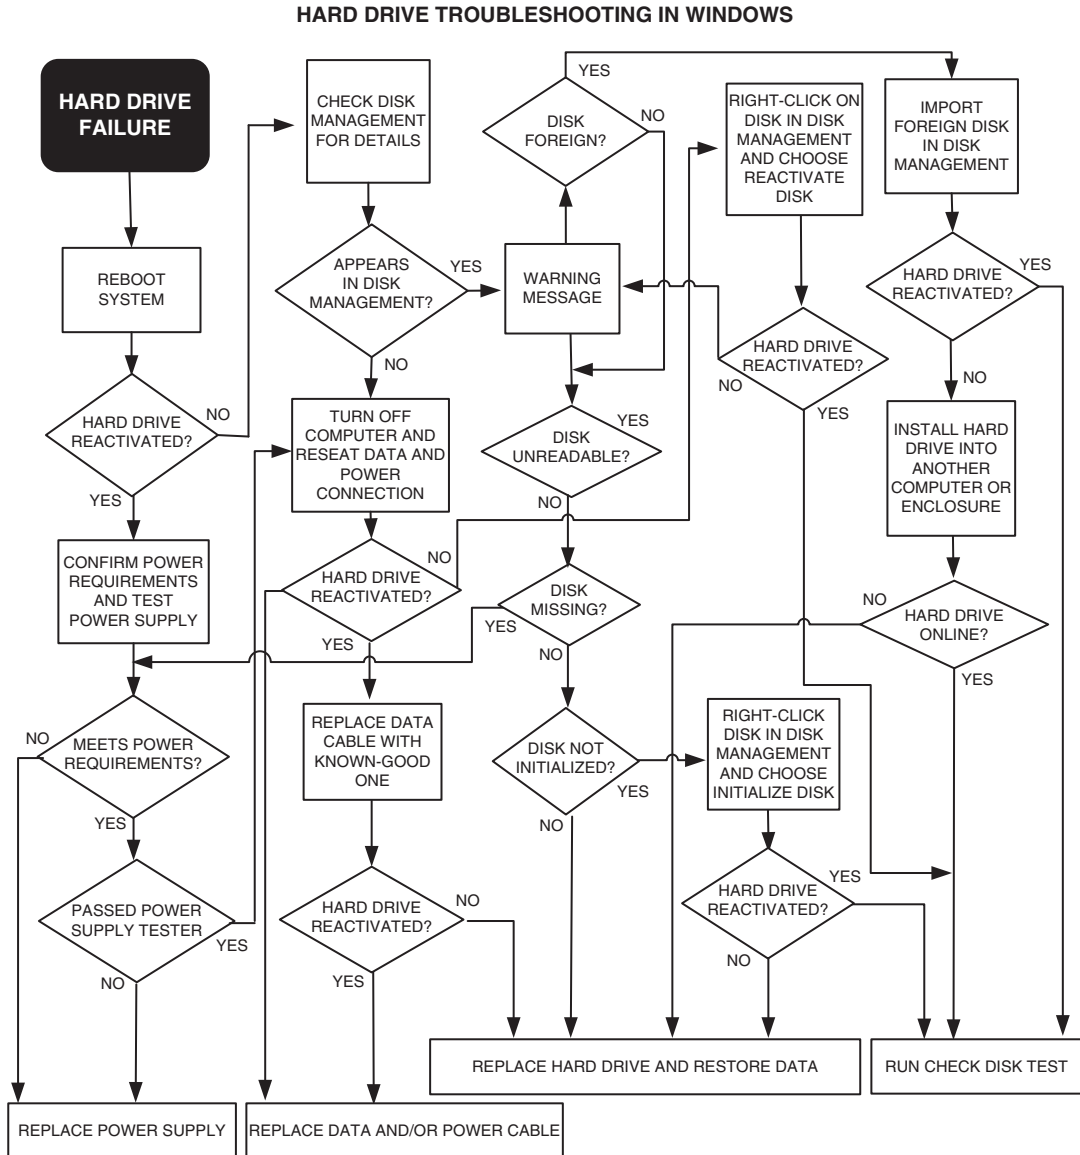 HARD DRIVE TROUBLESHOOTING IN WINDOWS
HARD DRIVE
FAILURE
REBOOT
SYSTEM
HARD DRIVE
REACTIVATED?
NO
YES
CONFIRM POWER
REQUIREMENTS
AND TEST
POWER SUPPLY
MEETS POWER
REQUIREMENTS?
NO
YES
PASSED POWER
SUPPLY TESTER
YES
NO
REPLACE POWER SUPPLY
CHECK DISK
MANAGEMENT
FOR DETAILS
APPEARS
IN DISK
MANAGEMENT?
YES
NO
TURN OFF
COMPUTER AND
RESEAT DATA AND
POWER
CONNECTION
HARD DRIVE
REACTIVATED?
NO
YES
REPLACE DATA
CABLE WITH
KNOWN-GOOD
ONE
HARD DRIVE
REACTIVATED?
NO
YES
REPLACE DATA AND/OR POWER CABLE
YES
DISK
FOREIGN?
NO
WARNING
MESSAGE
DISK
UNREADABLE?
YES
NO
DISK
MISSING?
YES
NO
DISK NOT
INITIALIZED?
YES
NO
REPLACE HARD DRIVE AND RESTORE DATA
RIGHT-CLICK ON
DISK IN DISK
MANAGEMENT
AND CHOOSE
REACTIVATE
DISK
HARD DRIVE
REACTIVATED?
NO
YES
RIGHT-CLICK
DISK IN DISK
MANAGEMENT
AND CHOOSE
INITIALIZE DISK
HARD DRIVE
REACTIVATED?
YES
NO
IMPORT
FOREIGN DISK
IN DISK
MANAGEMENT
HARD DRIVE
REACTIVATED?
YES
NO
INSTALL HARD
DRIVE INTO
ANOTHER
COMPUTER OR
ENCLOSURE
HARD DRIVE
ONLINE?
NO
YES
RUN CHECK DISK TEST